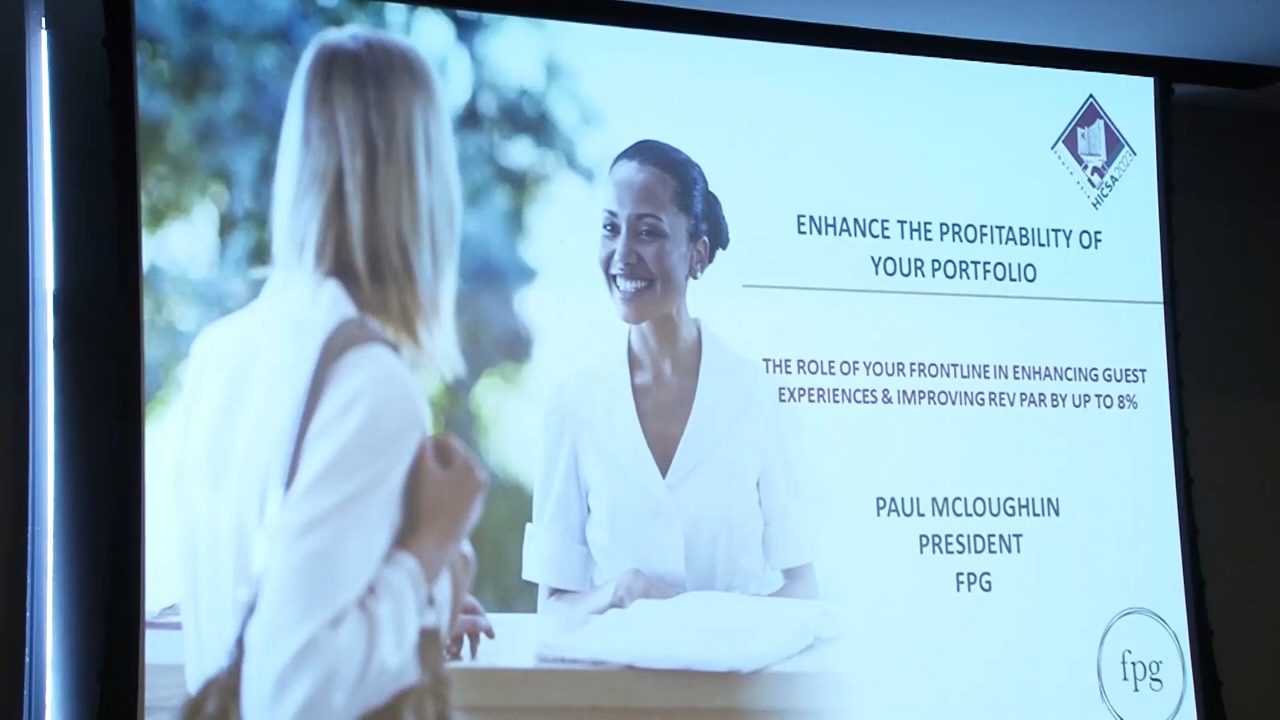 HICSA2023
ENHANCE THE PROFITABILITY OF
YOUR PORTFOLIO
THE ROLE OF YOUR FRONTLINE IN ENHANCING GUEST
EXPERIENCES & IMPROVING REV PAR BY UP TO 8%
PAUL MCLOUGHLIN
PRESIDENT
FPG
fpg